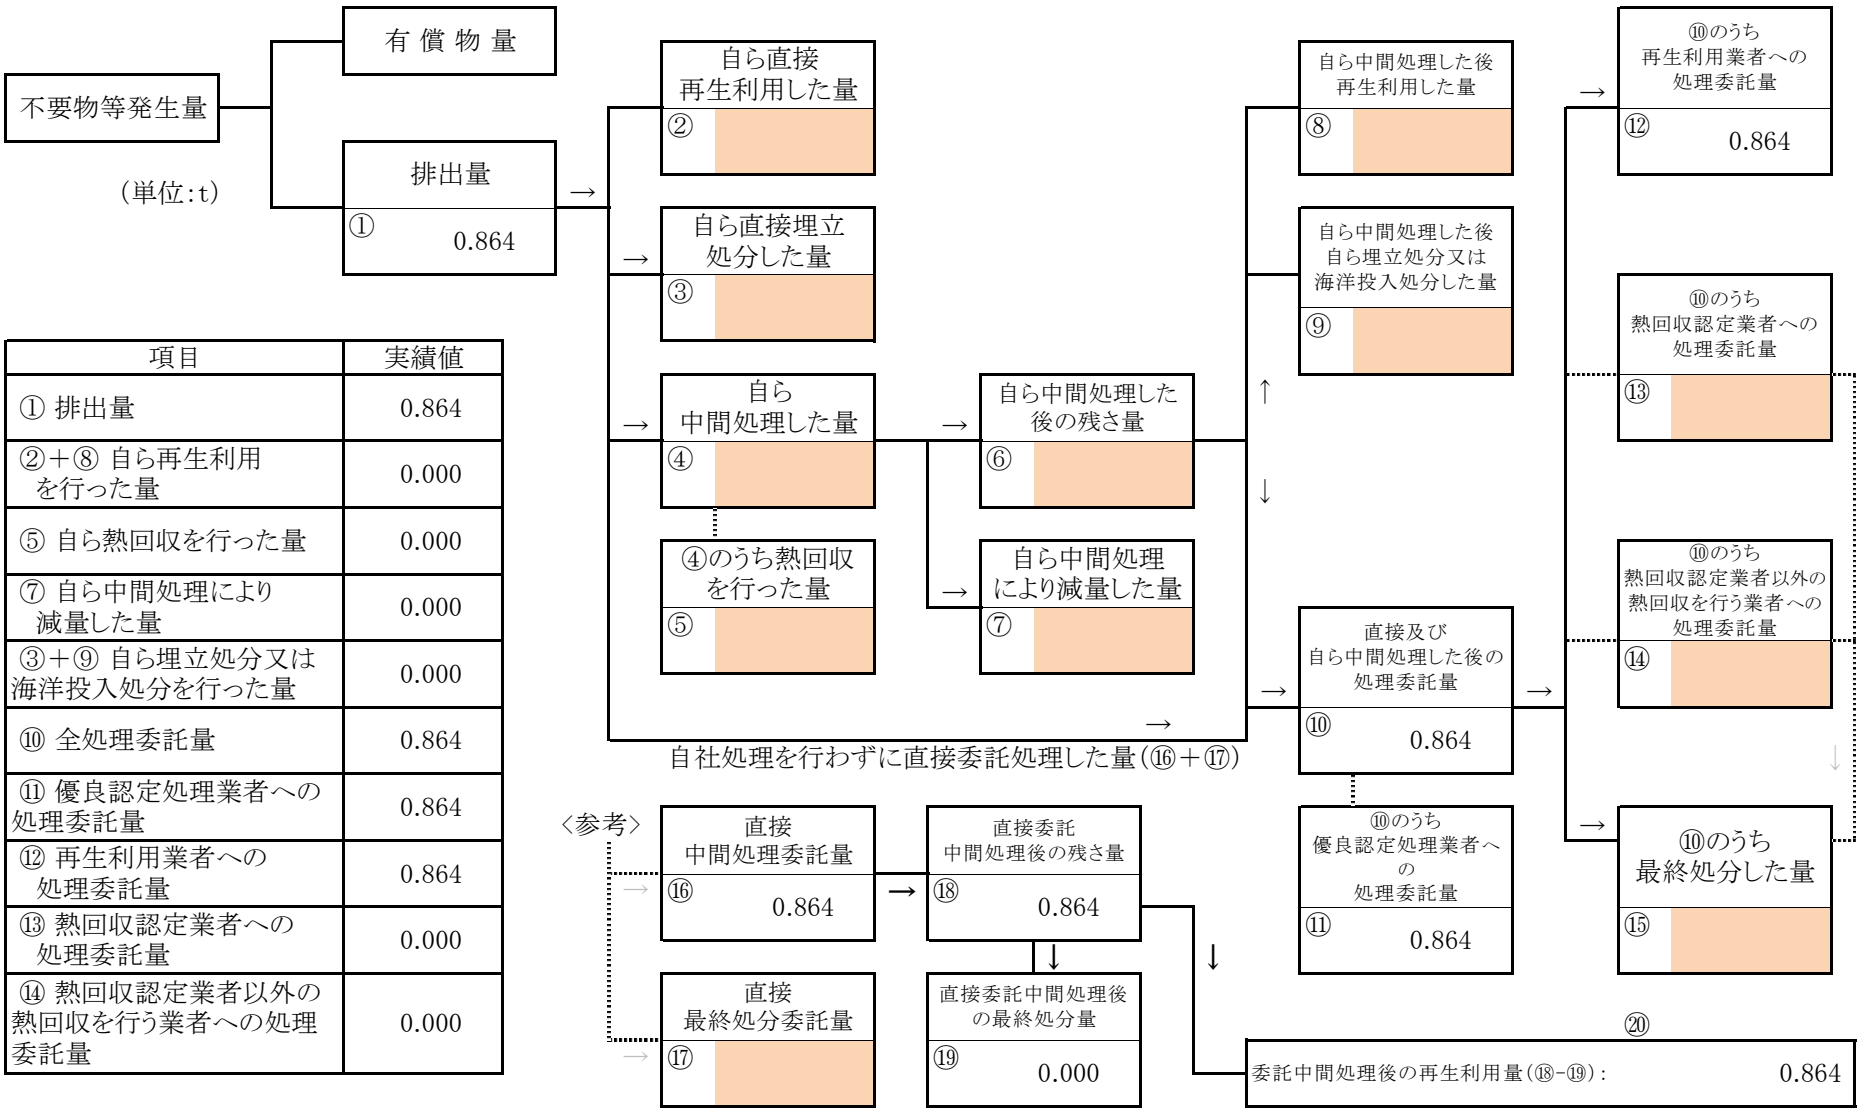 不要物等発生量
(単位:t)
有 償 物 量
排出量
①
0.864
→
自ら直接
再生利用した量
②
→
自ら直接埋立
処分した量
③
→
自ら
中間処理した量
④
④のうち熱回収
を行った量
⑤
→
自ら中間処理した
後の残さ量
⑥
→
自ら中間処理
により減量した量
⑦
→
自社処理を行わずに直接委託処理した量(⑯+⑰)
↑
↓
自ら中間処理した後
再生利用した量
⑧
自ら中間処理した後
自ら埋立処分又は
海洋投入処分した量
⑨
→
直接及び
自ら中間処理した後の
処理委託量
⑩
0.864
⑩のうち
優良認定処理業者へ
の
処理委託量
⑪
0.864
→
→
⑩のうち
再生利用業者への
処理委託量
⑫
0.864
⑩のうち
熱回収認定業者への
処理委託量
⑬
⑩のうち
熱回収認定業者以外の
熱回収を行う業者への
処理委託量
⑭
↓
→
⑩のうち
最終処分した量
⑮
項目
実績値
① 排出量
0.864
②+⑧ 自ら再生利用
を行った量
0.000
⑤ 自ら熱回収を行った量
0.000
⑦ 自ら中間処理により
減量した量
0.000
③+⑨ 自ら埋立処分又は
海洋投入処分を行った量
0.000
⑩ 全処理委託量
0.864
⑪ 優良認定処理業者への
処理委託量
0.864
⑫ 再生利用業者への
処理委託量
0.864
⑬ 熱回収認定業者への
処理委託量
0.000
⑭ 熱回収認定業者以外の
熱回収を行う業者への処理
委託量
0.000
〈参考〉
→
直接
中間処理委託量
⑯
0.864
→
直接委託
中間処理後の残さ量
⑱
0.864
↓
↓
→
直接
最終処分委託量
⑰
直接委託中間処理後
の最終処分量
⑲
0.000
⑳
委託中間処理後の再生利用量(⑱-⑲):
0.864